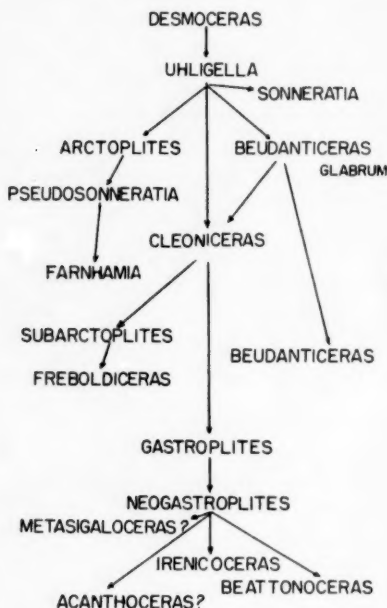 DESMOCERAS
UHLIGELLA
SONNERATIA
ARCTOPLITES
BEUDANTICERAS
GLABRUM
PSEUDOSONNERATIA
CLEONICERAS
FARNHAMIA
SUBARCTOPLITES
BEUDANTICERAS
FREBOLDICERAS
GASTROPLITES
NEOGASTROPLITES
METASIGALOCERAS?
IRENICOCERAS
BEATTONOCERAS
ACANTHOCERAS?